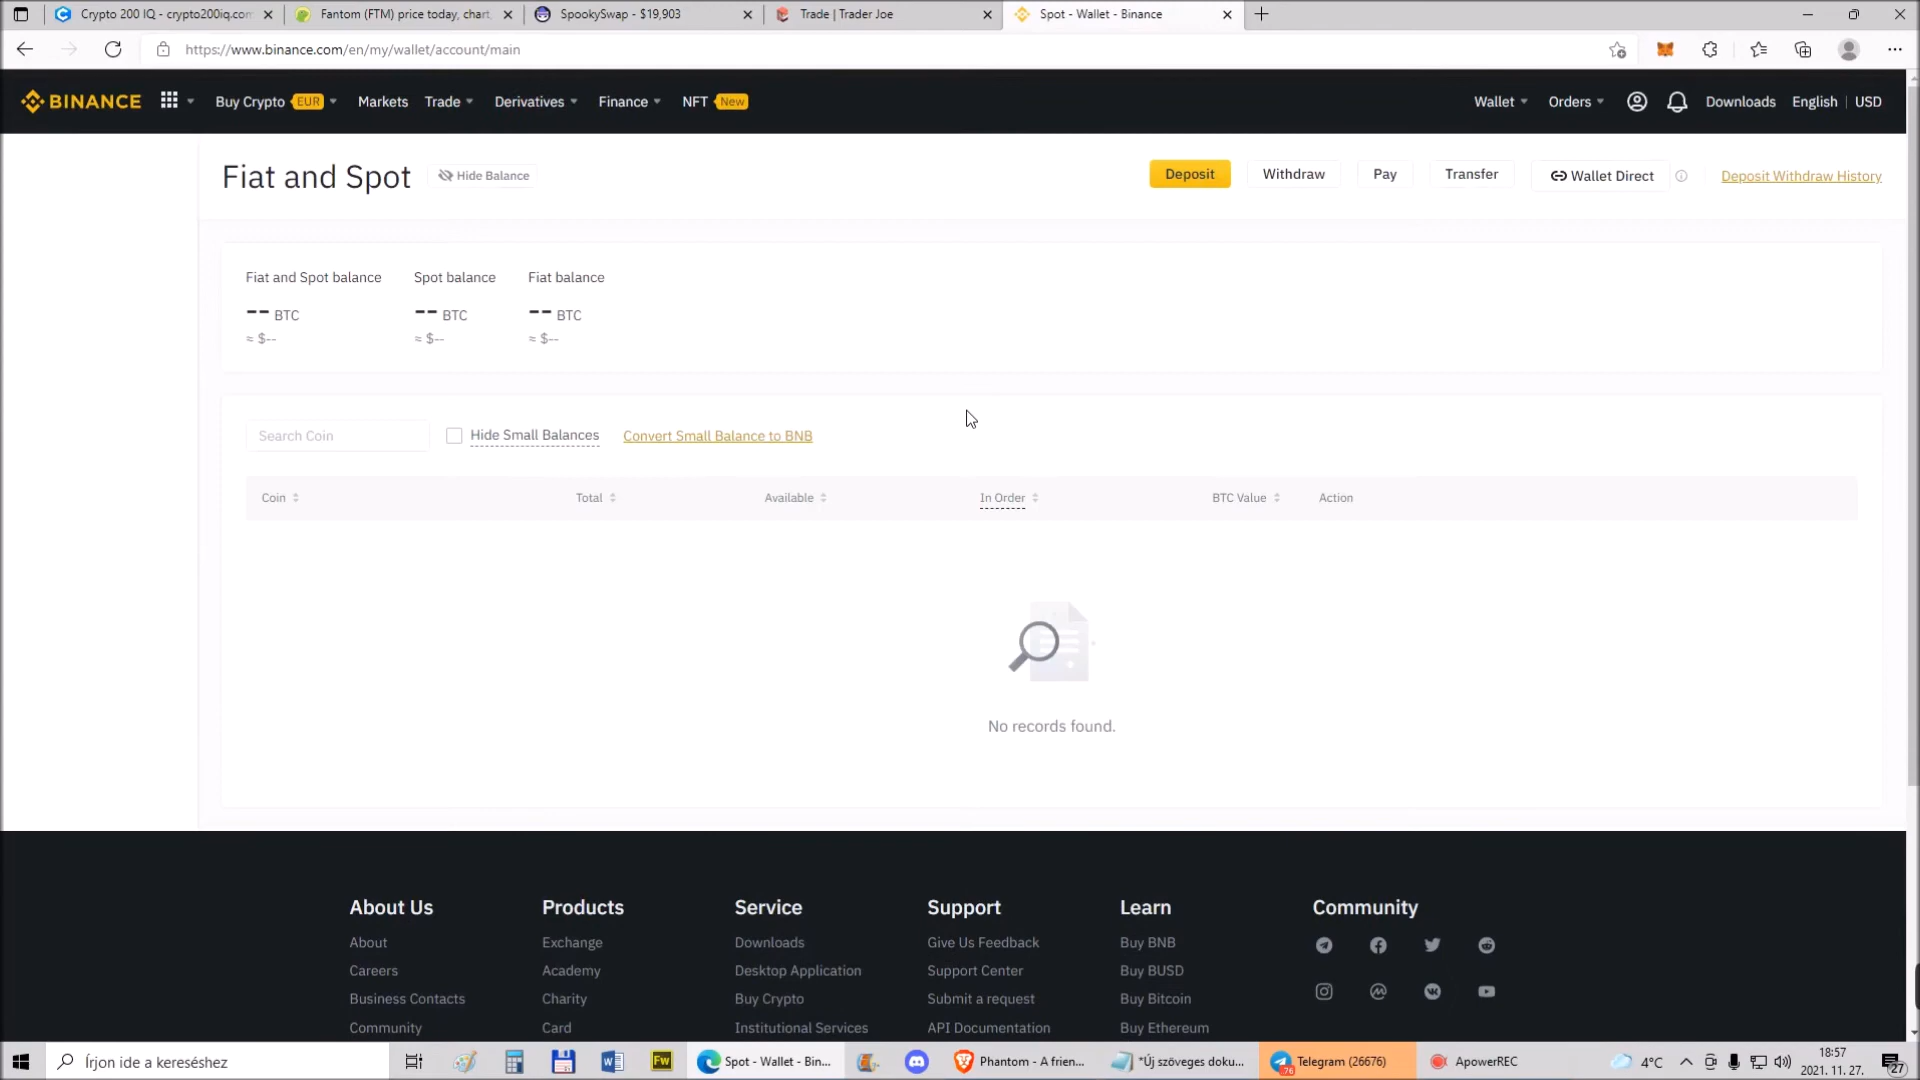 Crypto 200 IQ - crypto200iq.com
Fantom (FTM) price today, chart,
SpookySwap - $19,903
Trade | Trader Joe
Spot - Wallet - Binance
https://www.binance.com/en/my/wallet/account/main
BINANCE
Buy Crypto EUR
Markets
Trade
Derivatives
Finance
NFT New
Wallet
Orders
Downloads
English
USD
Fiat and Spot
Hide Balance
Deposit
Withdraw
Pay
Transfer
Wallet Direct
Deposit Withdraw History
Fiat and Spot balance
Spot balance
Fiat balance
-- BTC
-- BTC
-- BTC
≈ $--
≈ $--
≈ $--
Search Coin
Hide Small Balances
Convert Small Balance to BNB
Coin
Total
Available
In Order
BTC Value
Action
No records found.
About Us
Products
Service
Support
Learn
Community
About
Exchange
Downloads
Give Us Feedback
Buy BNB
Careers
Academy
Desktop Application
Support Center
Buy BUSD
Business Contacts
Charity
Buy Crypto
Submit a request
Buy Bitcoin
Community
Card
Institutional Services
API Documentation
Buy Ethereum
Írjon ide a kereséshez
Fw
Spot - Wallet - Bin...
Phantom - A frien...
*Új szöveges doku...
Telegram (26676)
ApowerREC
4°C
18:57
2021. 11. 27.
27